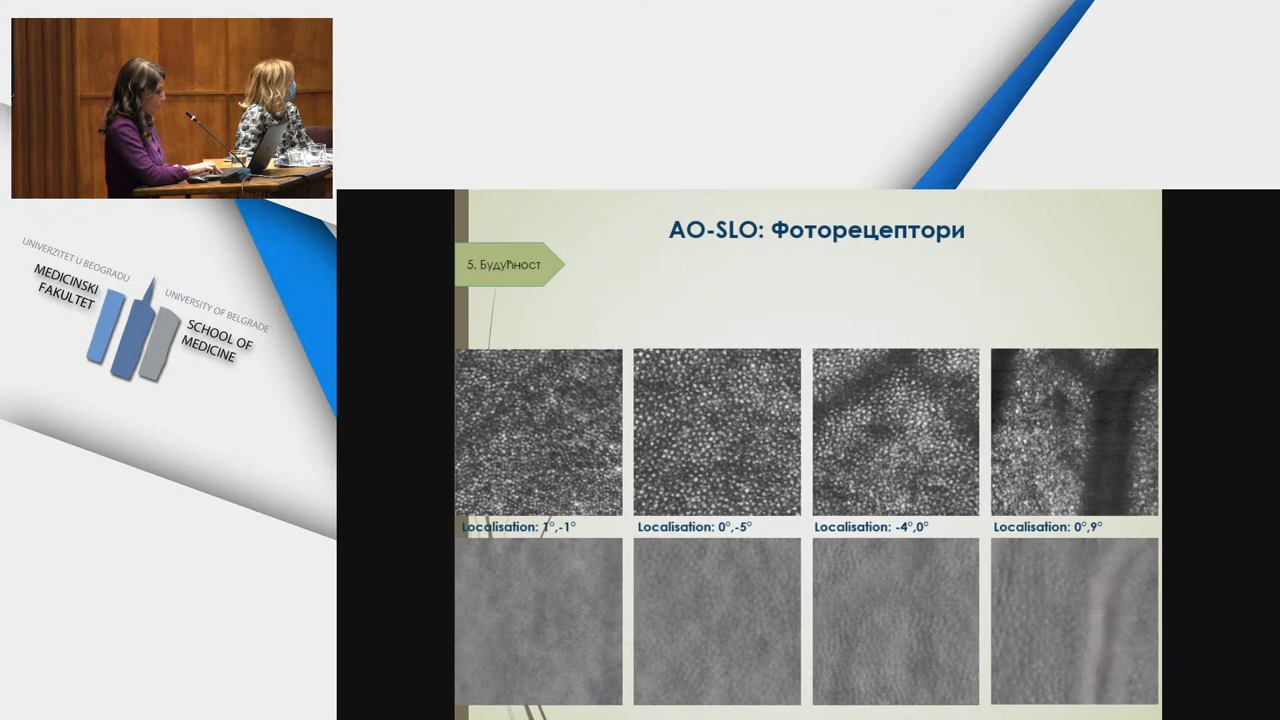 UNIVERZITET U BEOGRADU
MEDICINSKI
FAKULTET
UNIVERSITY OF BELGRADE
SCHOOL OF
MEDICINE
AO-SLO: Фоторецептори
5. Будућност
Localisation: 1°,-1°
Localisation: 0°,-5°
Localisation: -4°,0°
Localisation: 0°,9°